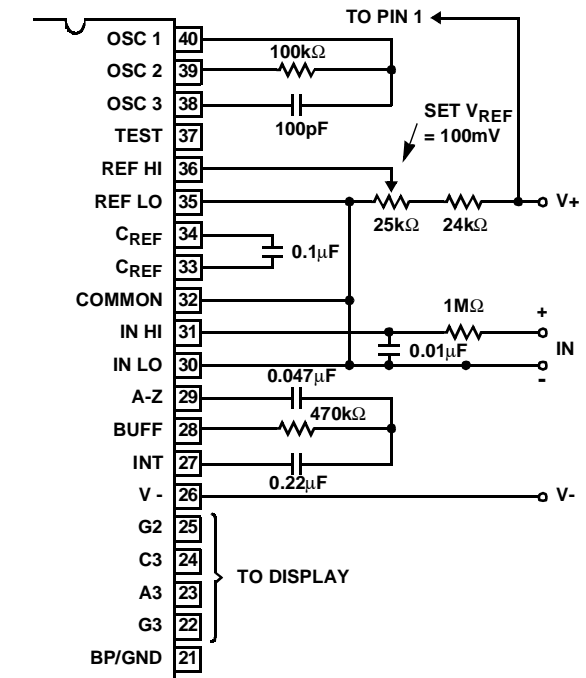 TO PIN 1
OSC 1 40
100kΩ
OSC 2 39
OSC 3 38
100pF
SET VREF
= 100mV
TEST 37
REF HI 36
REF LO 35
V+
25kΩ 24kΩ
CREF 34
0.1µF
CREF 33
COMMON 32
1MΩ
IN HI 31
+
0.01µF
IN
IN LO 30
-
0.047µF
A-Z 29
470kΩ
BUFF 28
INT 27
0.22µF
V - 26
V-
G2 25
C3 24
TO DISPLAY
A3 23
G3 22
BP/GND 21